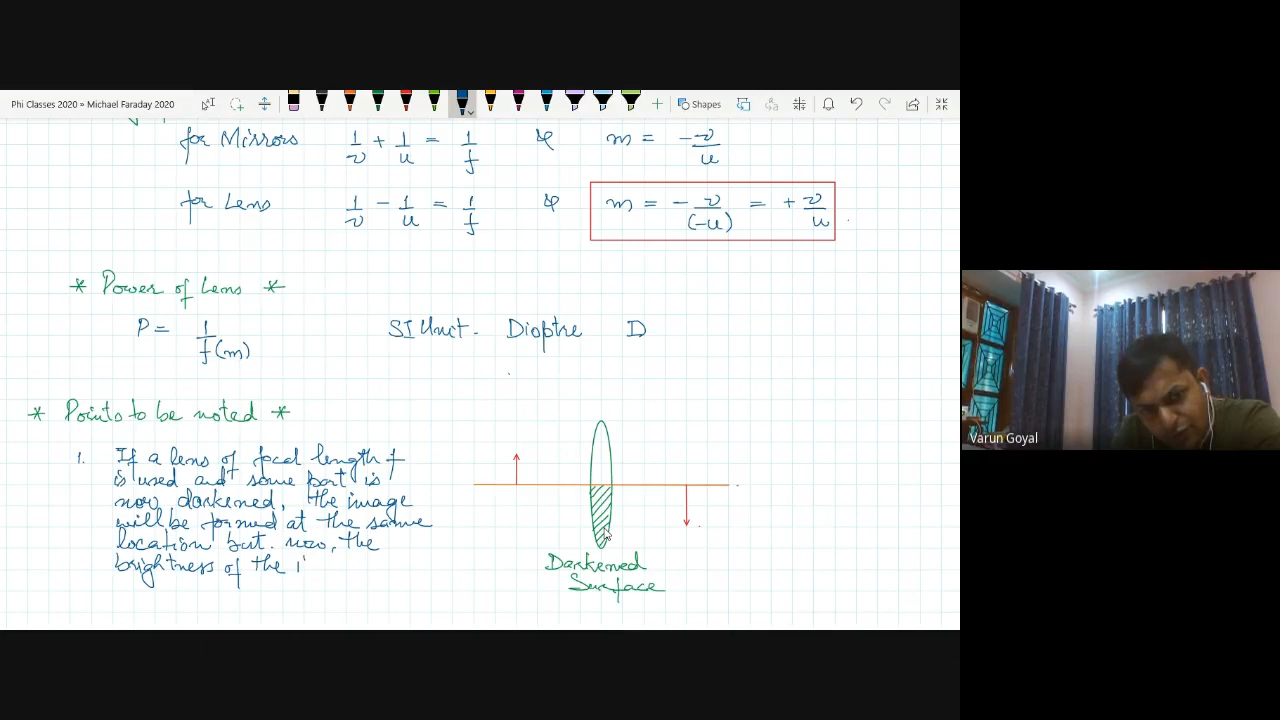 Phi Classes 2020 » Michael Faraday 2020
Shapes
for Mirrors 1/v + 1/u = 1/f & m = -v/u
for Lens 1/v - 1/u = 1/f & m = - v/(-u) = + v/u
* Power of Lens *
P = 1/f(m) SI Unit - Dioptre D
* Points to be noted *
1. If a lens of focal length f
is used and some part is
now darkened, the image
will be formed at the same
location but now, the
brightness of the i
Darkened
Surface
Varun Goyal